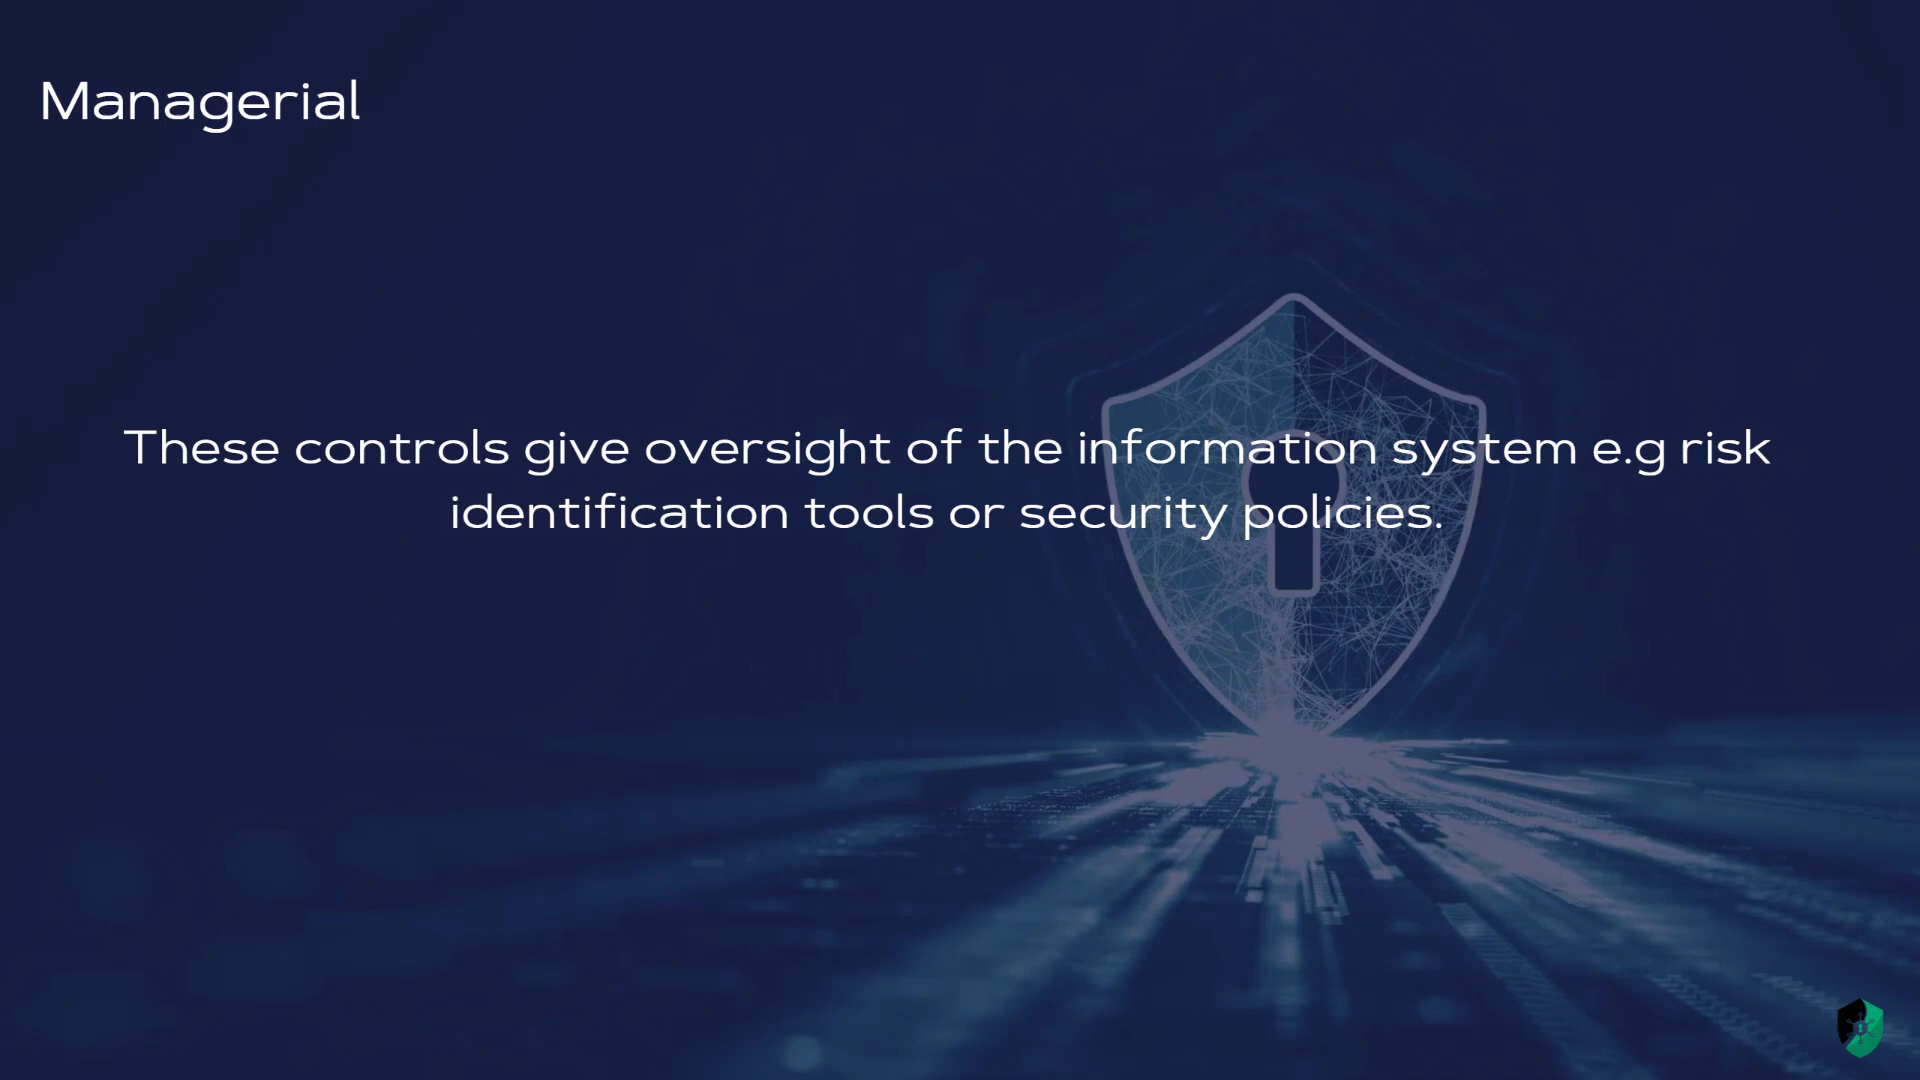 Managerial
These controls give oversight of the information system e.g risk
identification tools or security policies.